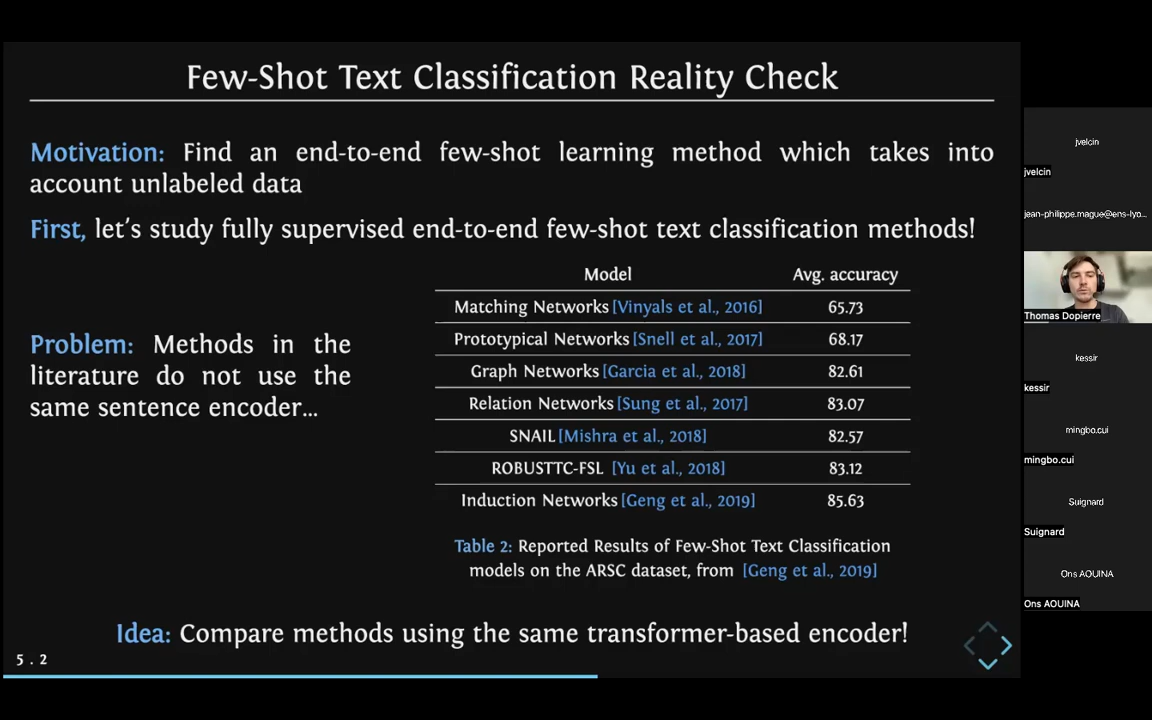 Few-Shot Text Classification Reality Check
Motivation: Find an end-to-end few-shot learning method which takes into
account unlabeled data
First, let's study fully supervised end-to-end few-shot text classification methods!
Problem: Methods in the
literature do not use the
same sentence encoder...
Model Avg. accuracy
Matching Networks [Vinyals et al., 2016] 65.73
Prototypical Networks [Snell et al., 2017] 68.17
Graph Networks [Garcia et al., 2018] 82.61
Relation Networks [Sung et al., 2017] 83.07
SNAIL [Mishra et al., 2018] 82.57
ROBUSTTC-FSL [Yu et al., 2018] 83.12
Induction Networks [Geng et al., 2019] 85.63
Table 2: Reported Results of Few-Shot Text Classification
models on the ARSC dataset, from [Geng et al., 2019]
Idea: Compare methods using the same transformer-based encoder!
5 . 2
jvelcin
jvelcin
jean-philippe.mague@ens-lyo...
Thomas Dopierre
kessir
kessir
mingbo.cui
mingbo.cui
Suignard
Suignard
Ons AOUINA
Ons AOUINA